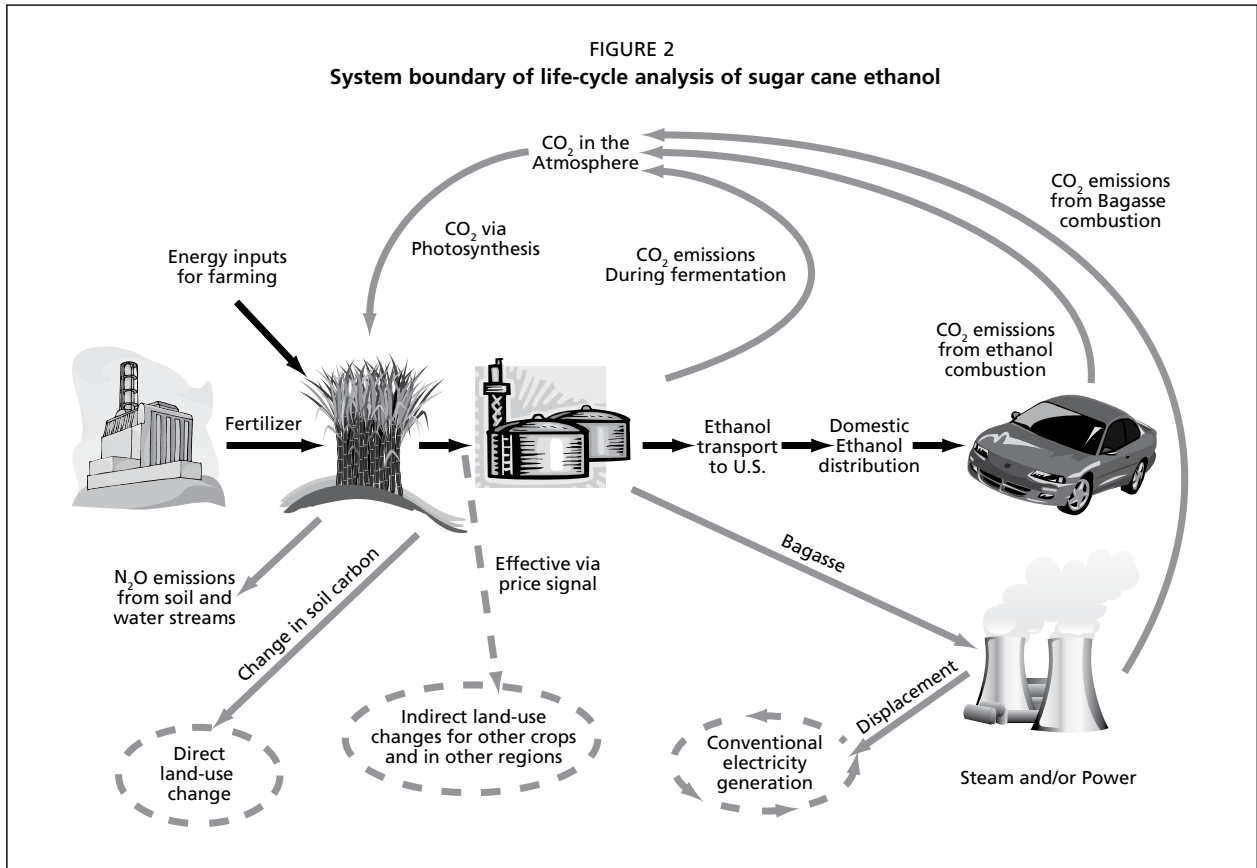 FIGURE 2
System boundary of life-cycle analysis of sugar cane ethanol
CO₂ in the
Atmosphere
CO₂ emissions
from Bagasse
combustion
CO₂ via
Photosynthesis
CO₂ emissions
During fermentation
Energy inputs
for farming
CO₂ emissions
from ethanol
combustion
Fertilizer
Ethanol
transport
to U.S.
Domestic
Ethanol
distribution
Bagasse
N₂O emissions
from soil and
water streams
Change in soil carbon
Effective via
price signal
Displacement
Direct
land-use
change
Indirect land-use
changes for other crops
and in other regions
Conventional
electricity
generation
Steam and/or Power